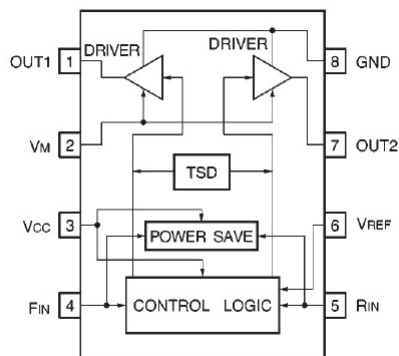 DRIVER
DRIVER
OUT1 1
8 GND
VM 2
7 OUT2
TSD
VCC 3
6 VREF
POWER SAVE
FIN 4
CONTROL LOGIC
5 RIN